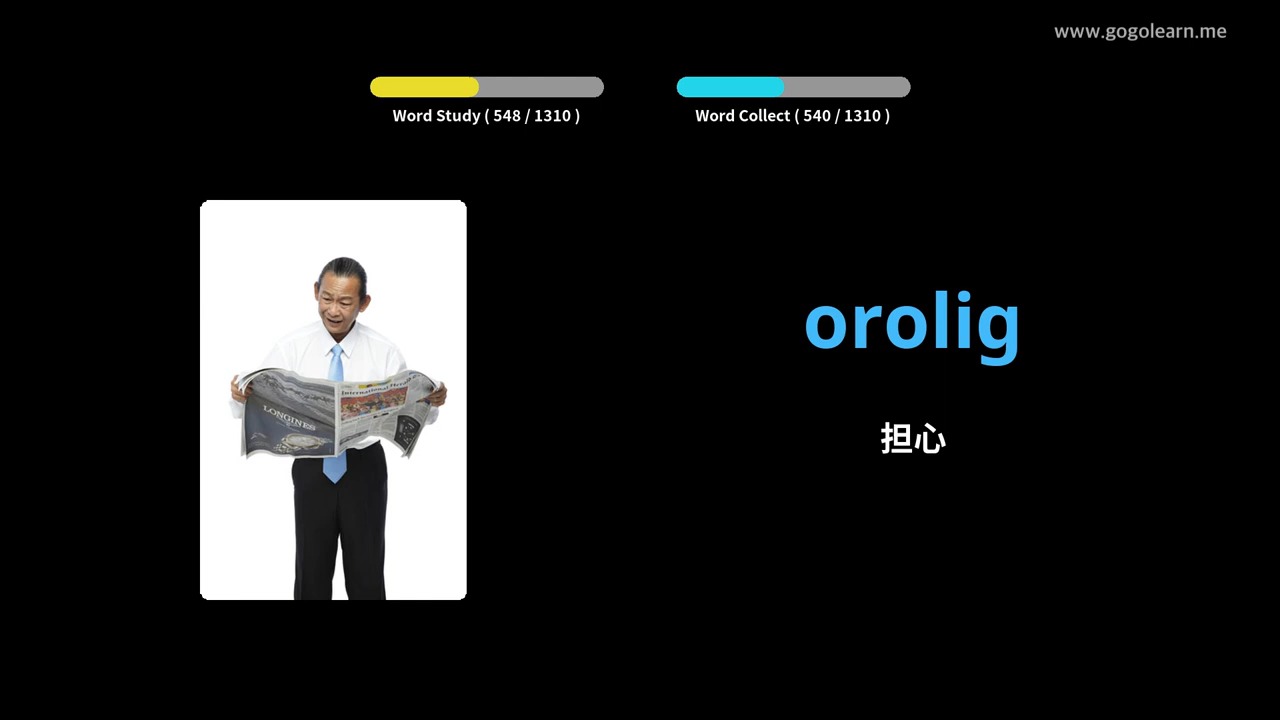 www.gogolearn.me
Word Study ( 548 / 1310 )
Word Collect ( 540 / 1310 )
orolig
担心
LONGINES
International Herald